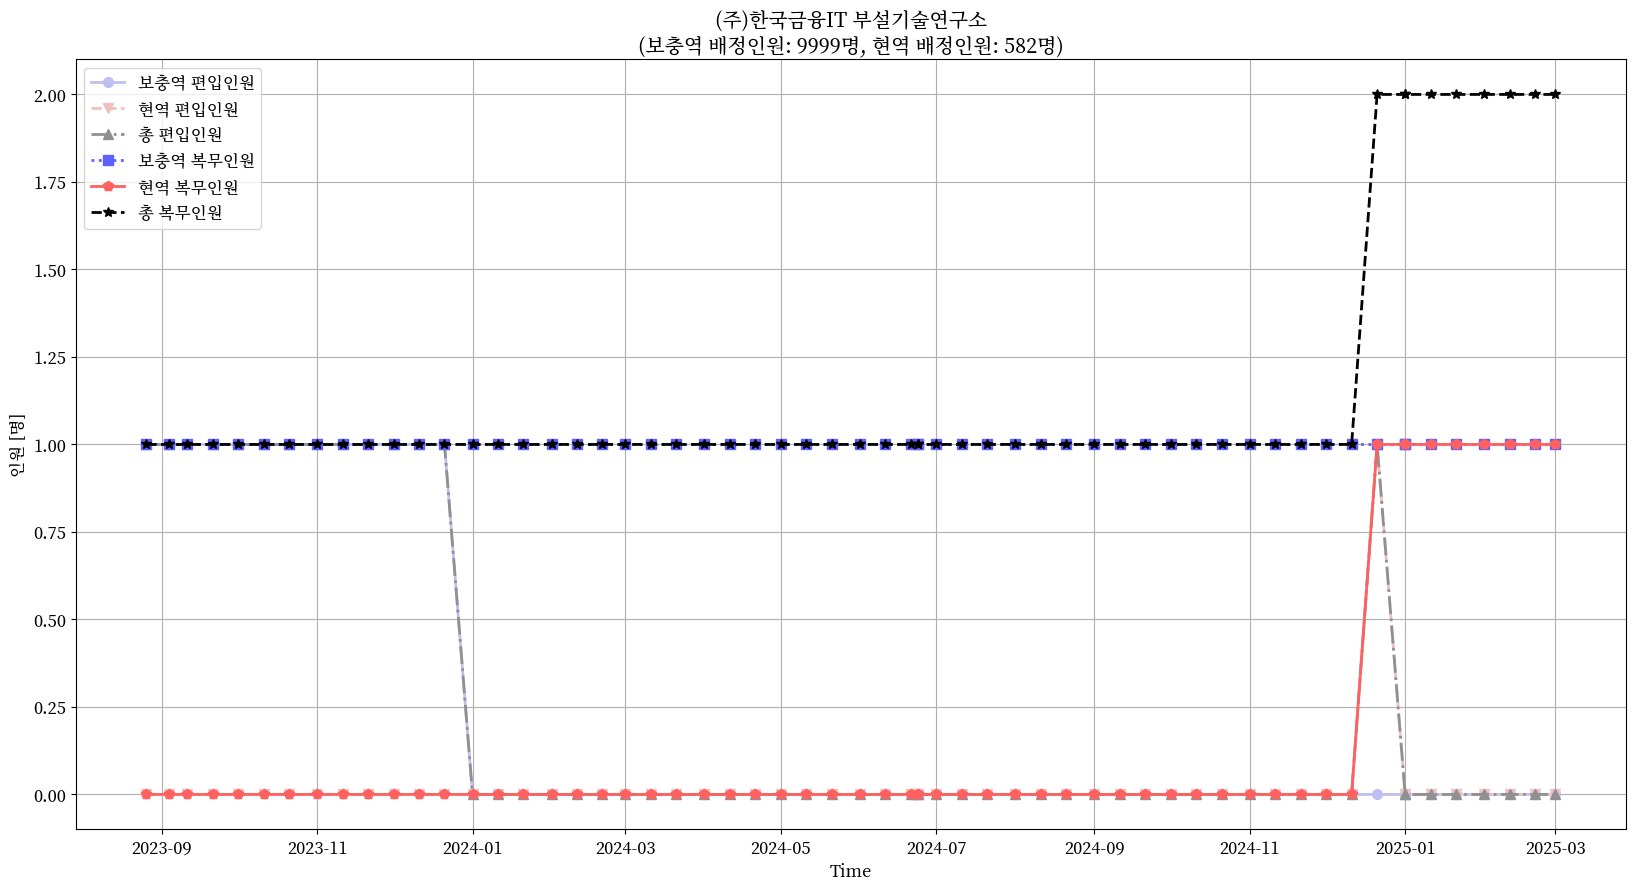 (주)한국금융IT 부설기술연구소
(보충역 배정인원: 9999명, 현역 배정인원: 582명)
보충역 편입인원
현역 편입인원
총 편입인원
보충역 복무인원
현역 복무인원
총 복무인원
2.00
1.75
1.50
1.25
1.00
0.75
0.50
0.25
0.00
인원 [명]
2023-09 2023-11 2024-01 2024-03 2024-05 2024-07 2024-09 2024-11 2025-01 2025-03
Time